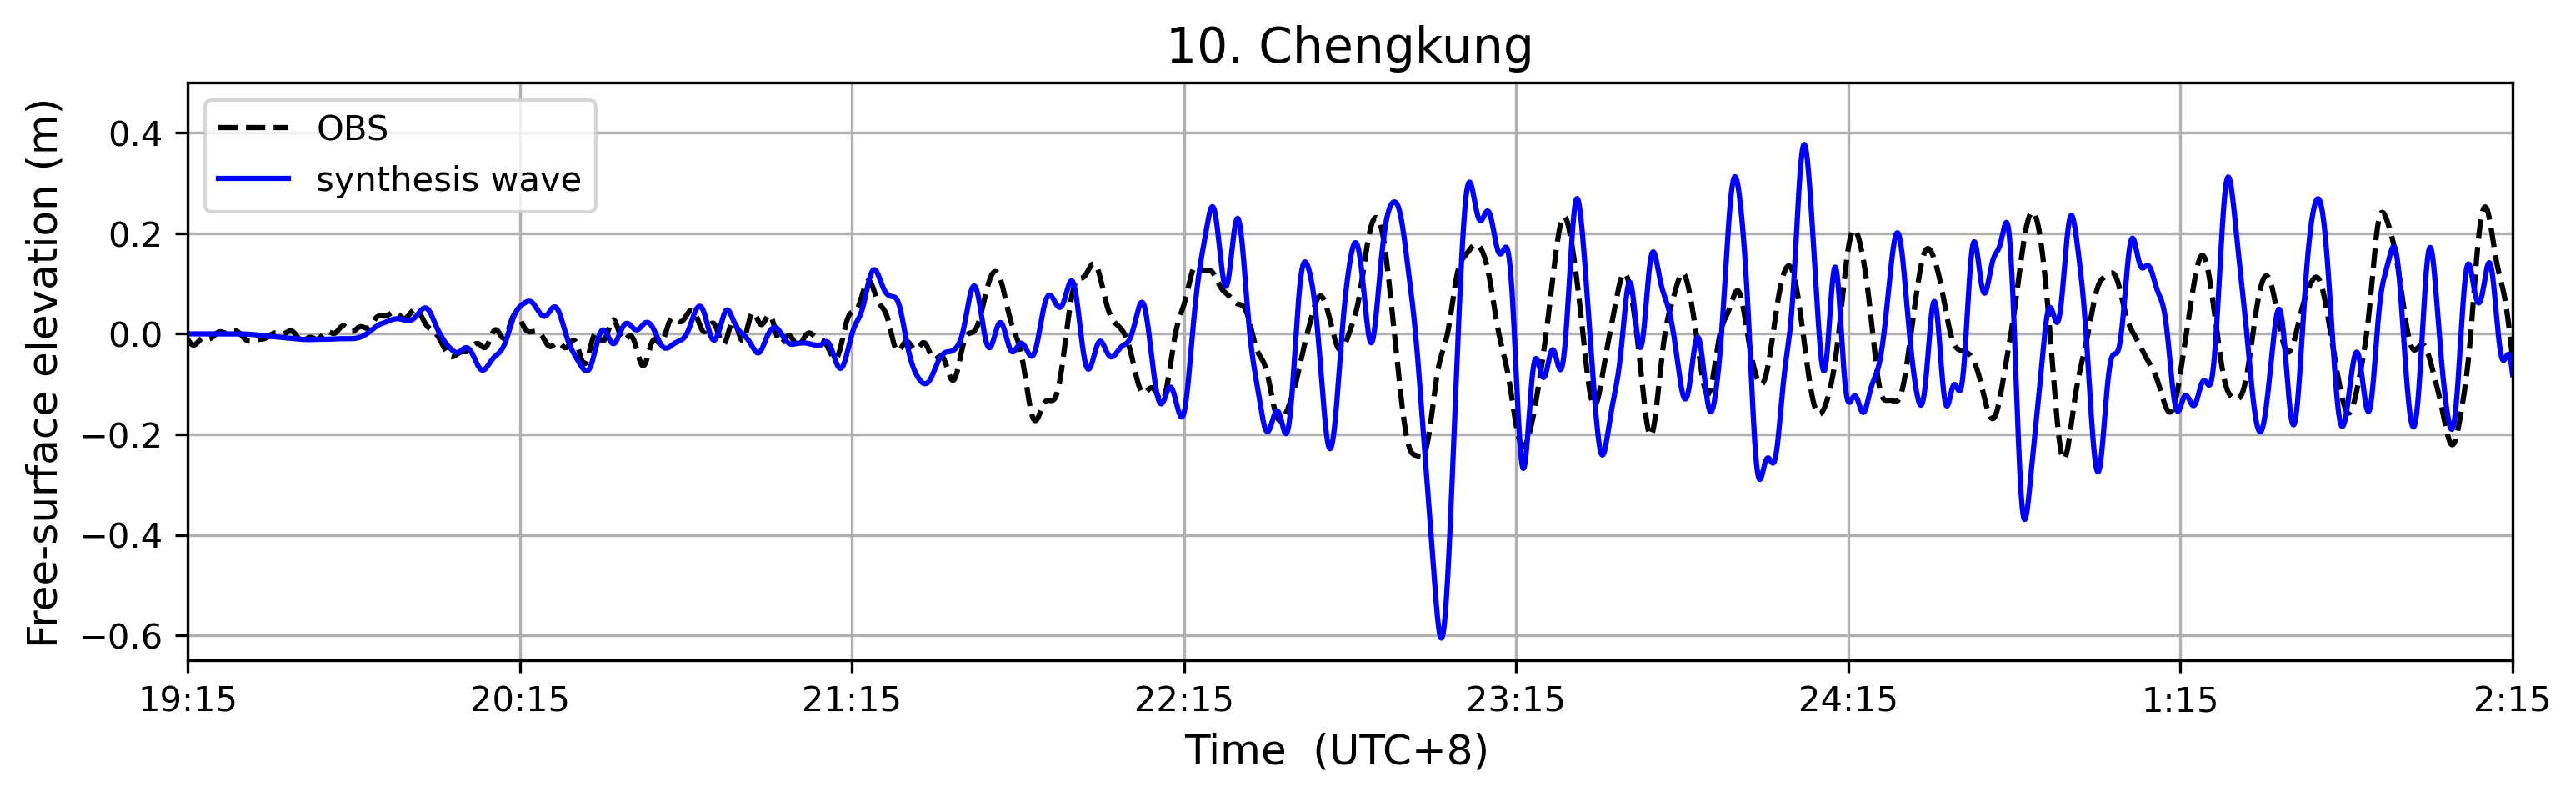 10. Chengkung
OBS
synthesis wave
Free-surface elevation (m)
0.4
0.2
0.0
−0.2
−0.4
−0.6
19:15 20:15 21:15 22:15 23:15 24:15 1:15 2:15
Time (UTC+8)